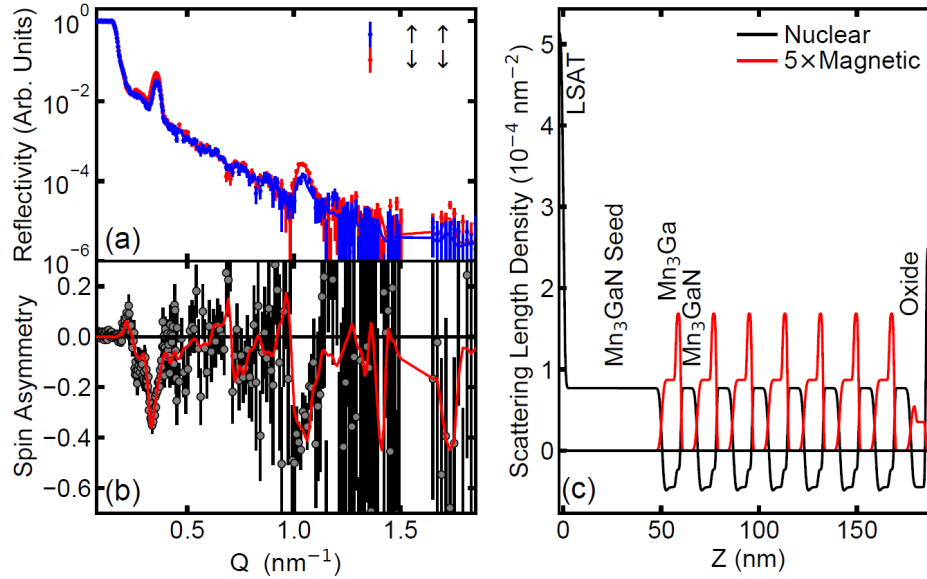 Reflectivity (Arb. Units)
10⁰
10⁻²
10⁻⁴
10⁻⁶
↑ ↑
↓ ↓
(a)
Spin Asymmetry
0.2
0.0
−0.2
−0.4
−0.6
(b)
0.5 1.0 1.5
Q (nm⁻¹)
Scattering Length Density (10⁻⁴ nm⁻²)
5
4
3
2
1
0
Nuclear
5×Magnetic
LSAT
Mn₃GaN Seed
Mn₃Ga
Mn₃GaN
Oxide
(c)
0 50 100 150
Z (nm)